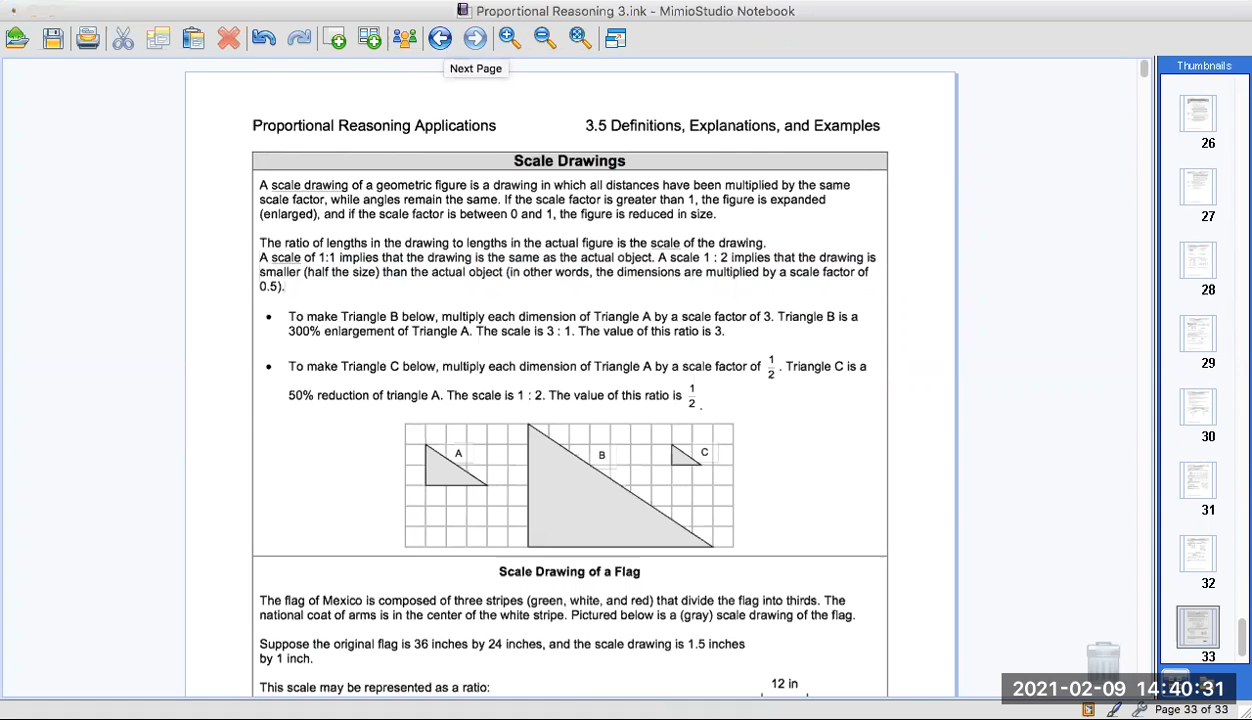 Proportional Reasoning 3.ink - MimioStudio Notebook
Next Page
Thumbnails
Proportional Reasoning Applications
3.5 Definitions, Explanations, and Examples
Scale Drawings
A scale drawing of a geometric figure is a drawing in which all distances have been multiplied by the same
scale factor, while angles remain the same. If the scale factor is greater than 1, the figure is expanded
(enlarged), and if the scale factor is between 0 and 1, the figure is reduced in size.
The ratio of lengths in the drawing to lengths in the actual figure is the scale of the drawing.
A scale of 1:1 implies that the drawing is the same as the actual object. A scale 1 : 2 implies that the drawing is
smaller (half the size) than the actual object (in other words, the dimensions are multiplied by a scale factor of
0.5).
• To make Triangle B below, multiply each dimension of Triangle A by a scale factor of 3. Triangle B is a
300% enlargement of Triangle A. The scale is 3 : 1. The value of this ratio is 3.
• To make Triangle C below, multiply each dimension of Triangle A by a scale factor of 1/2 . Triangle C is a
50% reduction of triangle A. The scale is 1 : 2. The value of this ratio is 1/2 .
A
B
C
Scale Drawing of a Flag
The flag of Mexico is composed of three stripes (green, white, and red) that divide the flag into thirds. The
national coat of arms is in the center of the white stripe. Pictured below is a (gray) scale drawing of the flag.
Suppose the original flag is 36 inches by 24 inches, and the scale drawing is 1.5 inches
by 1 inch.
This scale may be represented as a ratio:
12 in
26
27
28
29
30
31
32
33
2021-02-09 14:40:31
Page 33 of 33